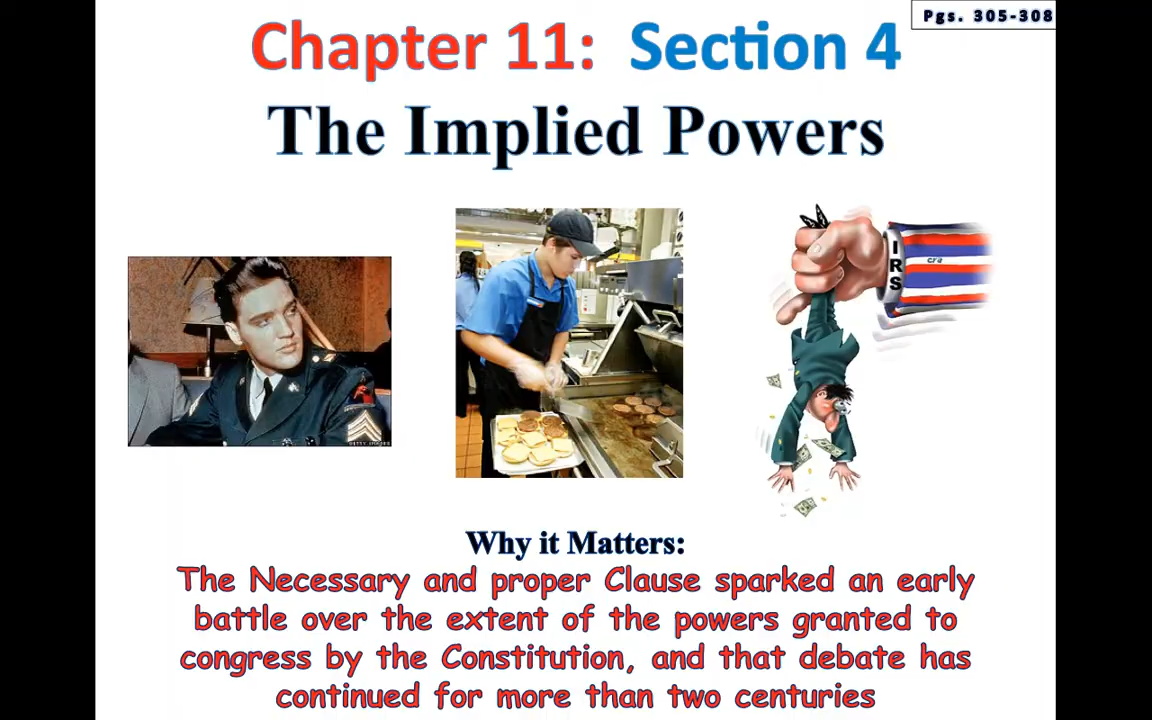 Pgs. 305-308
Chapter 11: Section 4
The Implied Powers
IRS
Why it Matters:
The Necessary and proper Clause sparked an early
battle over the extent of the powers granted to
congress by the Constitution, and that debate has
continued for more than two centuries